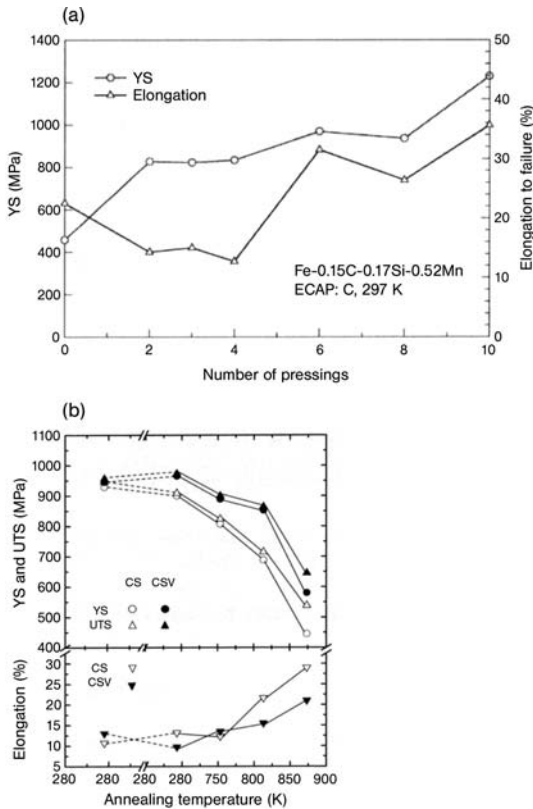 (a)
1400
1200
1000
800
600
400
200
0
YS (MPa)
YS
Elongation
50
40
30
20
10
0
Elongation to failure (%)
Fe-0.15C-0.17Si-0.52Mn
ECAP: C, 297 K
0 2 4 6 8 10
Number of pressings
(b)
1100
1000
900
800
700
600
500
400
YS and UTS (MPa)
CS CSV
YS
UTS
30
25
20
15
10
5
Elongation (%)
CS
CSV
280 280 280 280 750 800 850 900
Annealing temperature (K)